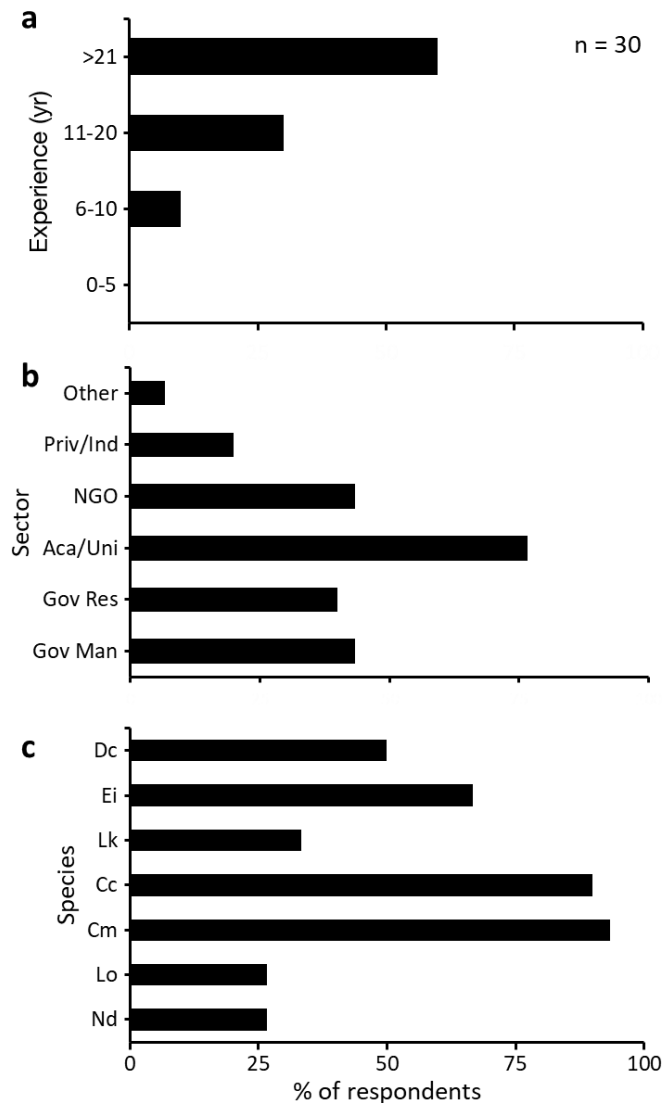 a
n = 30
Experience (yr)
>21
11-20
6-10
0-5
b
Sector
Other
Priv/Ind
NGO
Aca/Uni
Gov Res
Gov Man
c
Species
Dc
Ei
Lk
Cc
Cm
Lo
Nd
0 25 50 75 100
% of respondents